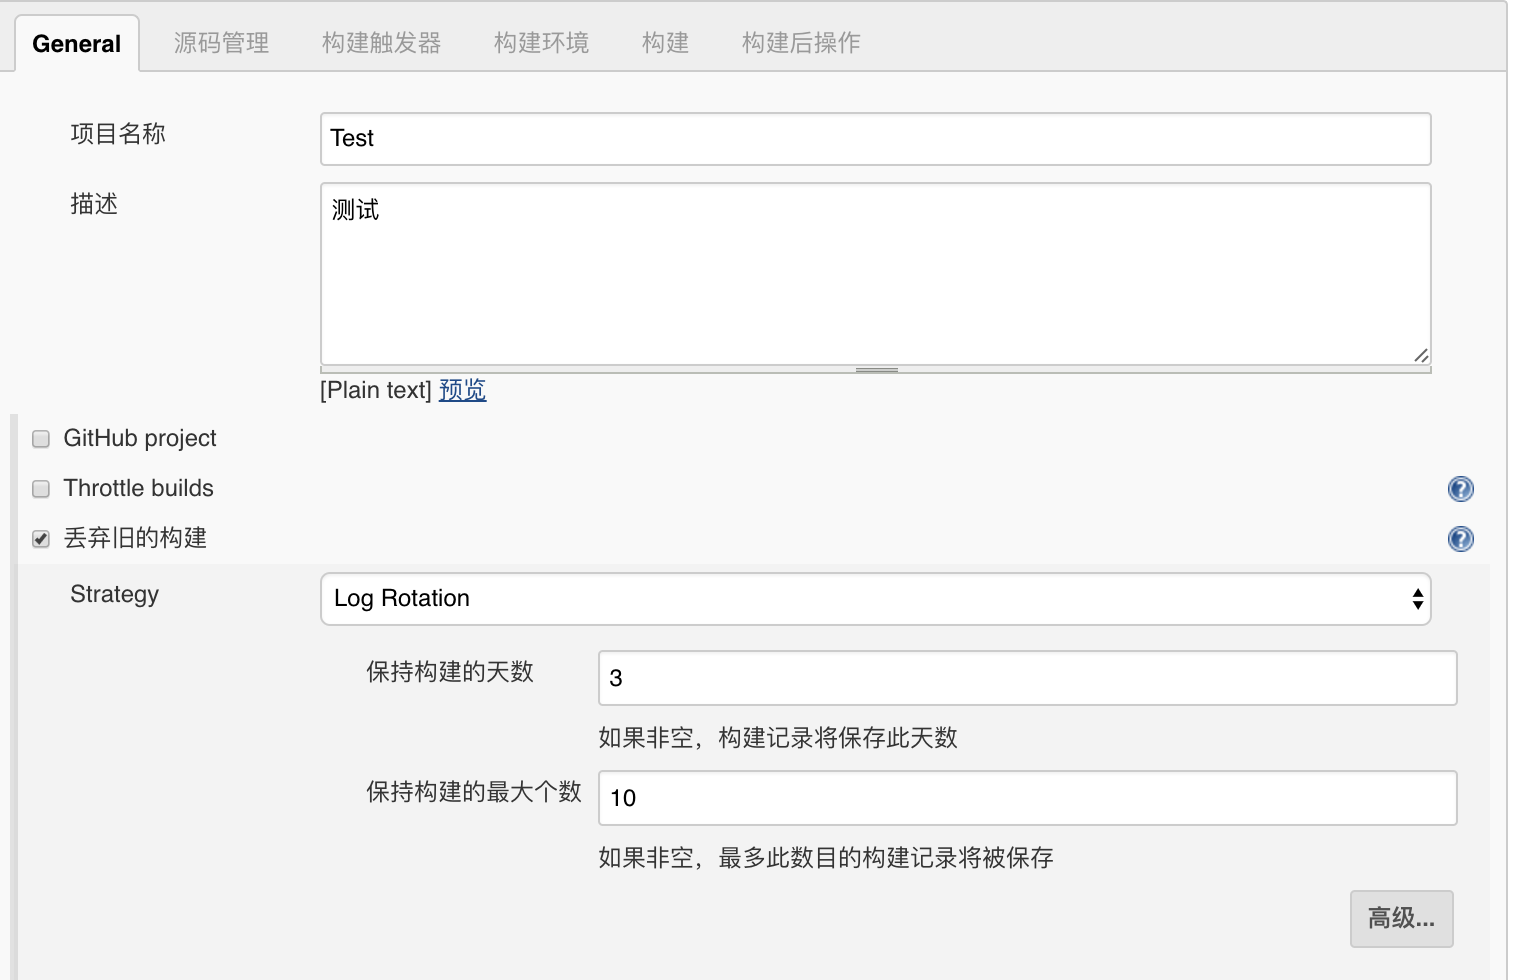 General 源码管理 构建触发器 构建环境 构建 构建后操作
项目名称 Test
描述 测试
[Plain text] 预览
GitHub project
Throttle builds ?
丢弃旧的构建 ?
Strategy Log Rotation
保持构建的天数 3
如果非空，构建记录将保存此天数
保持构建的最大个数 10
如果非空，最多此数目的构建记录将被保存
高级...